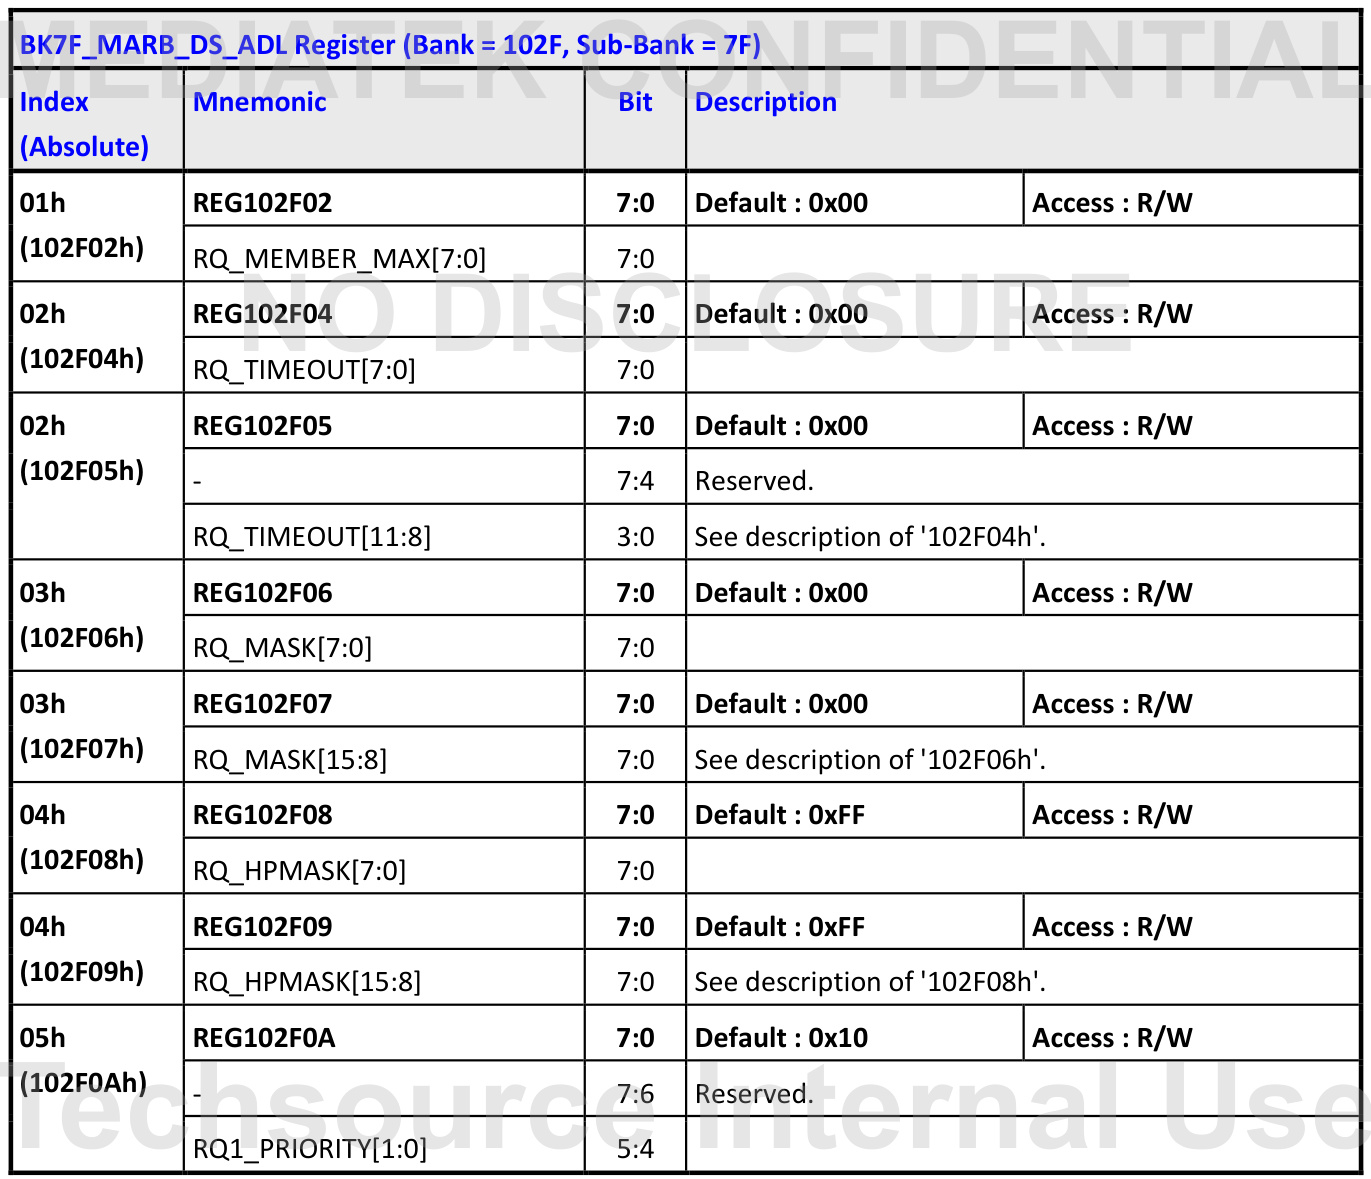 MEDIATEK CONFIDENTIAL
BK7F_MARB_DS_ADL Register (Bank = 102F, Sub-Bank = 7F)
Index (Absolute) Mnemonic Bit Description
01h (102F02h) REG102F02 7:0 Default : 0x00 Access : R/W
RQ_MEMBER_MAX[7:0] 7:0
NO DISCLOSURE
02h (102F04h) REG102F04 7:0 Default : 0x00 Access : R/W
RQ_TIMEOUT[7:0] 7:0
02h (102F05h) REG102F05 7:0 Default : 0x00 Access : R/W
- 7:4 Reserved.
RQ_TIMEOUT[11:8] 3:0 See description of '102F04h'.
03h (102F06h) REG102F06 7:0 Default : 0x00 Access : R/W
RQ_MASK[7:0] 7:0
03h (102F07h) REG102F07 7:0 Default : 0x00 Access : R/W
RQ_MASK[15:8] 7:0 See description of '102F06h'.
04h (102F08h) REG102F08 7:0 Default : 0xFF Access : R/W
RQ_HPMASK[7:0] 7:0
04h (102F09h) REG102F09 7:0 Default : 0xFF Access : R/W
RQ_HPMASK[15:8] 7:0 See description of '102F08h'.
05h (102F0Ah) REG102F0A 7:0 Default : 0x10 Access : R/W
- 7:6 Reserved.
Techsource Internal Use
RQ1_PRIORITY[1:0] 5:4